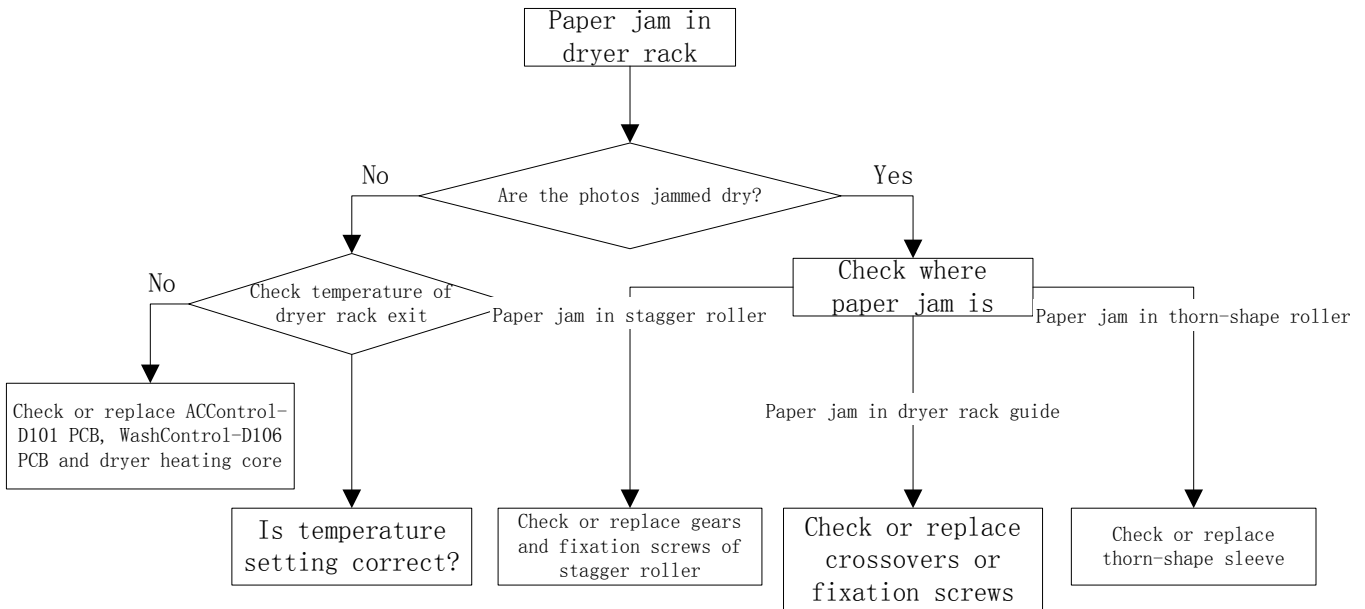 Paper jam in
dryer rack
No
Yes
Are the photos jammed dry?
No
Check temperature of
dryer rack exit
Check where
paper jam is
Paper jam in stagger roller
Paper jam in thorn-shape roller
Check or replace ACControl-
D101 PCB, WashControl-D106
PCB and dryer heating core
Paper jam in dryer rack guide
Is temperature
setting correct?
Check or replace gears
and fixation screws of
stagger roller
Check or replace
crossovers or
fixation screws
Check or replace
thorn-shape sleeve